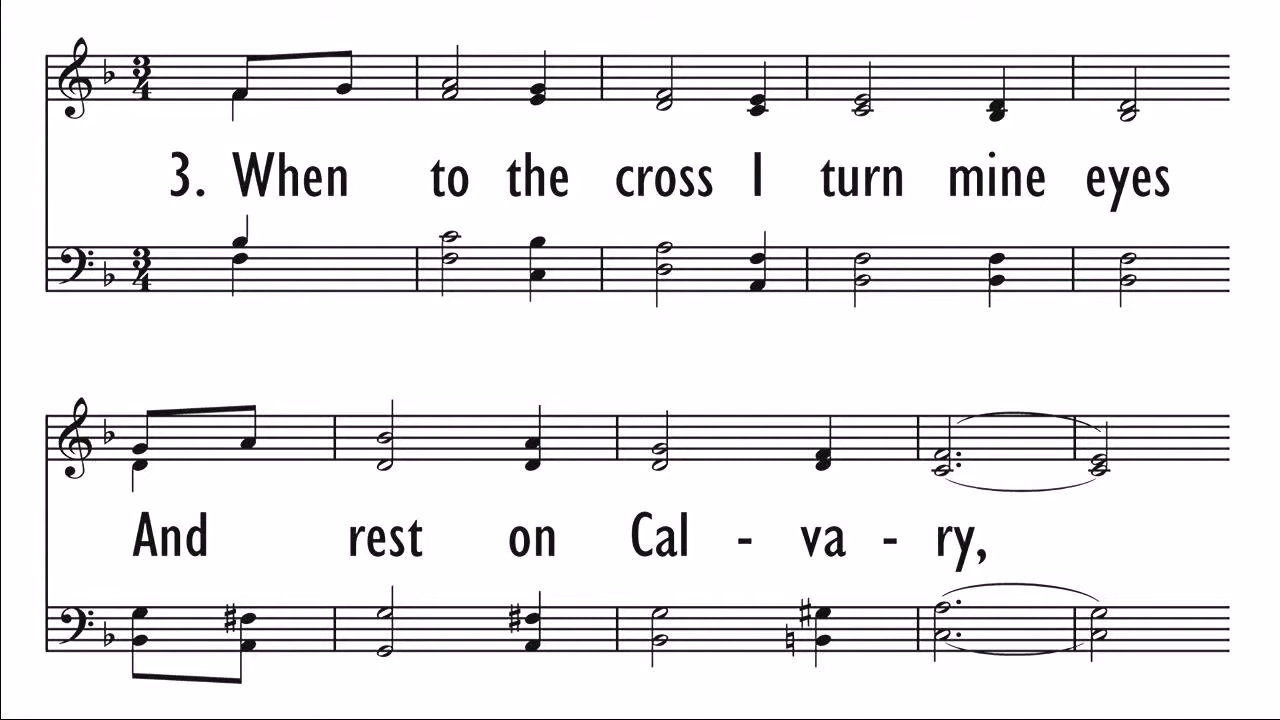 3. When to the cross I turn mine eyes
And rest on Cal - va - ry,